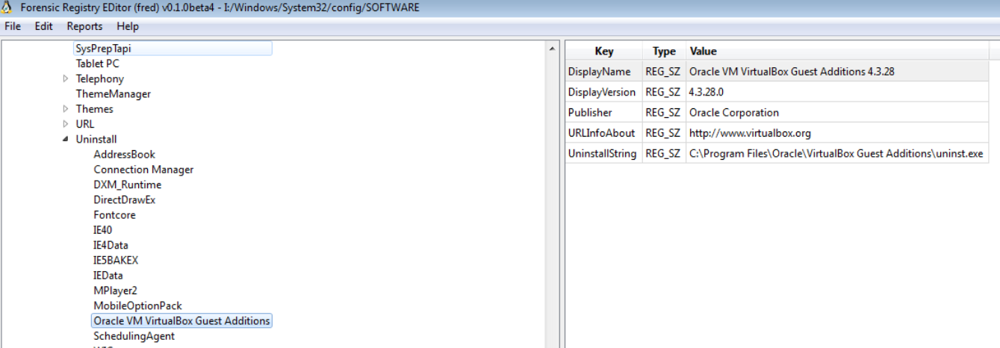 Forensic Registry EDitor (fred) v0.1.0beta4 - I:/Windows/System32/config/SOFTWARE
File Edit Reports Help
SysPrepTapi
Tablet PC
Telephony
ThemeManager
Themes
URL
Uninstall
AddressBook
Connection Manager
DXM_Runtime
DirectDrawEx
Fontcore
IE40
IE4Data
IE5BAKEX
IEData
MPlayer2
MobileOptionPack
Oracle VM VirtualBox Guest Additions
SchedulingAgent
Key Type Value
DisplayName REG_SZ Oracle VM VirtualBox Guest Additions 4.3.28
DisplayVersion REG_SZ 4.3.28.0
Publisher REG_SZ Oracle Corporation
URLInfoAbout REG_SZ http://www.virtualbox.org
UninstallString REG_SZ C:\Program Files\Oracle\VirtualBox Guest Additions\uninst.exe